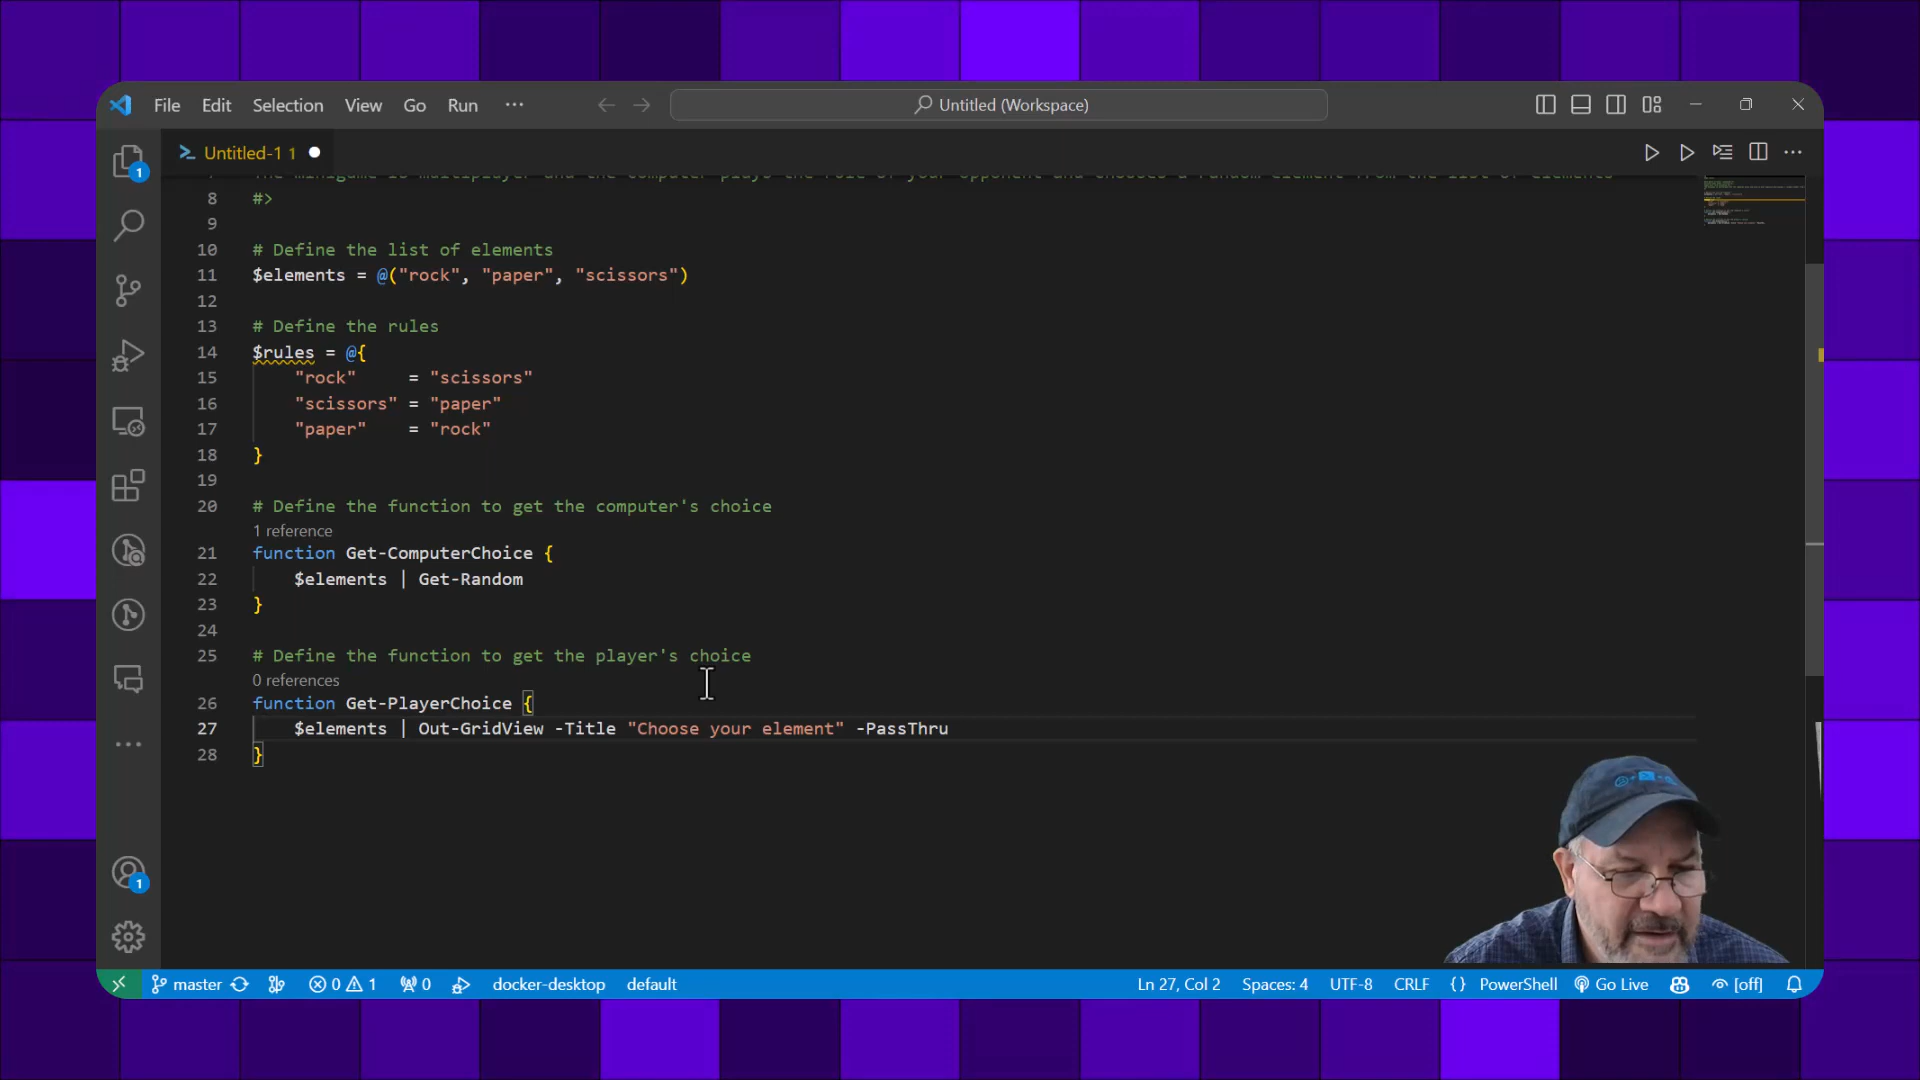 File Edit Selection View Go Run ...
Untitled (Workspace)
Untitled-1 1
8 #>
9
10 # Define the list of elements
11 $elements = @("rock", "paper", "scissors")
12
13 # Define the rules
14 $rules = @{
15 "rock" = "scissors"
16 "scissors" = "paper"
17 "paper" = "rock"
18 }
19
20 # Define the function to get the computer's choice
1 reference
21 function Get-ComputerChoice {
22 $elements | Get-Random
23 }
24
25 # Define the function to get the player's choice
0 references
26 function Get-PlayerChoice {
27 $elements | Out-GridView -Title "Choose your element" -PassThru
28 }
1
1
master 0 1 0 docker-desktop default Ln 27, Col 2 Spaces: 4 UTF-8 CRLF {} PowerShell Go Live [off]